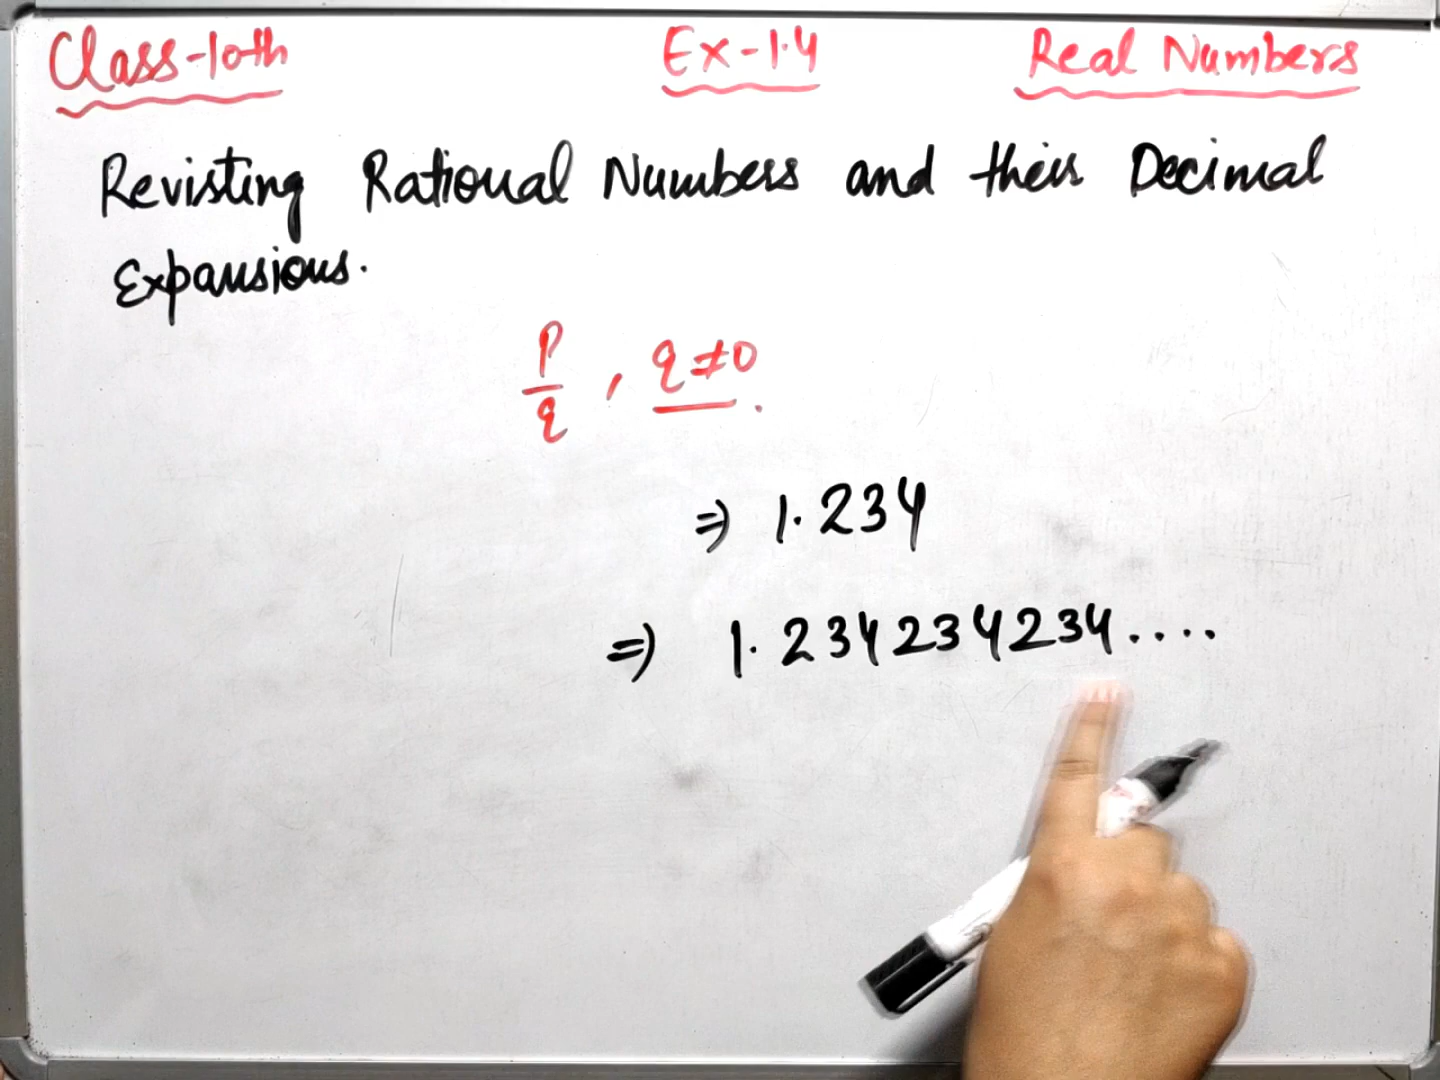 Class-10th Ex-1.4 Real Numbers
Revisting Rational Numbers and their Decimal
Expansions.
p/q , q≠0.
⇒ 1.234
⇒ 1.234234234....